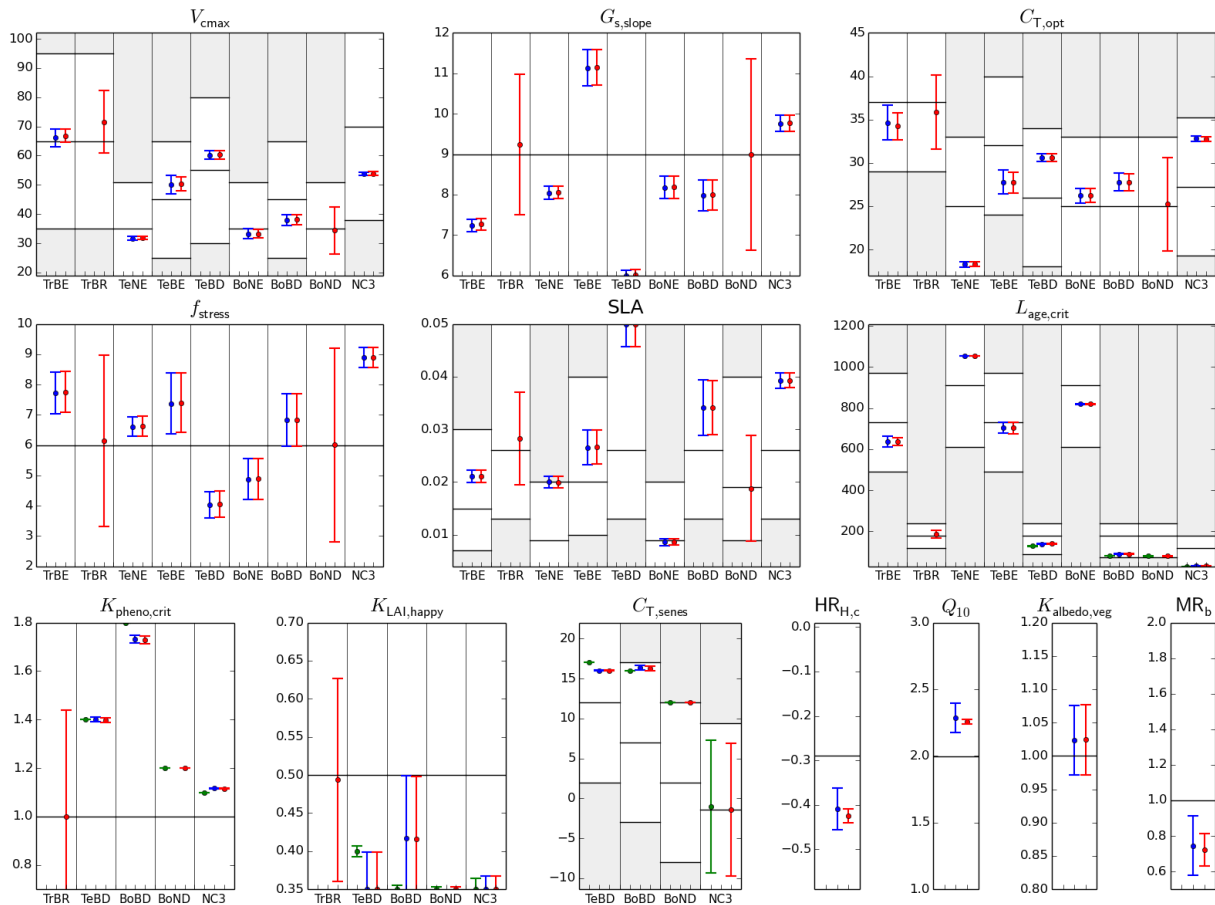 V_cmax G_s,slope C_T,opt
100 90 80 70 60 50 40 30 20
TrBE TrBR TeNE TeBE TeBD BoNE BoBD BoND NC3
12 11 10 9 8 7 6
TrBE TrBR TeNE TeBE TeBD BoNE BoBD BoND NC3
45 40 35 30 25 20
TrBE TrBR TeNE TeBE TeBD BoNE BoBD BoND NC3
f_stress SLA L_age,crit
10 9 8 7 6 5 4 3 2
TrBE TrBR TeNE TeBE TeBD BoNE BoBD BoND NC3
0.05 0.04 0.03 0.02 0.01
TrBE TrBR TeNE TeBE TeBD BoNE BoBD BoND NC3
1200 1000 800 600 400 200
TrBE TrBR TeNE TeBE TeBD BoNE BoBD BoND NC3
K_pheno,crit K_LAI,happy C_T,senes HR_H,c Q_10 K_albedo,veg MR_b
1.8 1.6 1.4 1.2 1.0 0.8
TrBR TeBD BoBD BoND NC3
0.70 0.65 0.60 0.55 0.50 0.45 0.40 0.35
TrBR TeBD BoBD BoND NC3
20 15 10 5 0 −5 −10
TeBD BoBD BoND NC3
0.0 −0.1 −0.2 −0.3 −0.4 −0.5
3.0 2.5 2.0 1.5 1.0
1.20 1.15 1.10 1.05 1.00 0.95 0.90 0.85 0.80
2.0 1.8 1.6 1.4 1.2 1.0 0.8 0.6